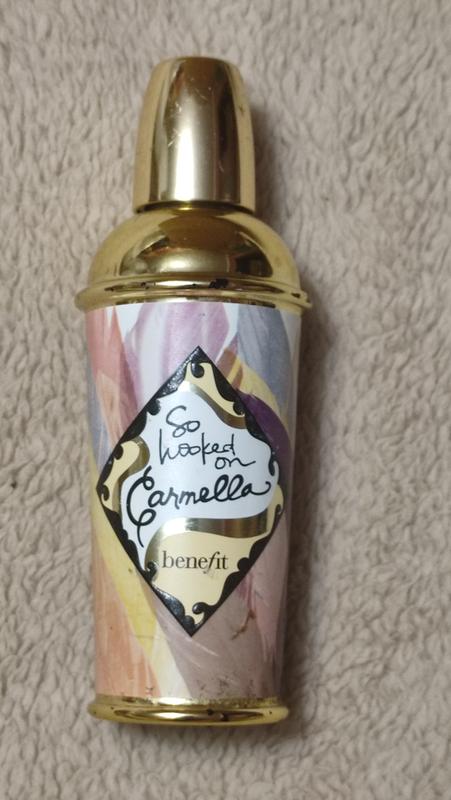 So
hooked
on
Carmella
benefit